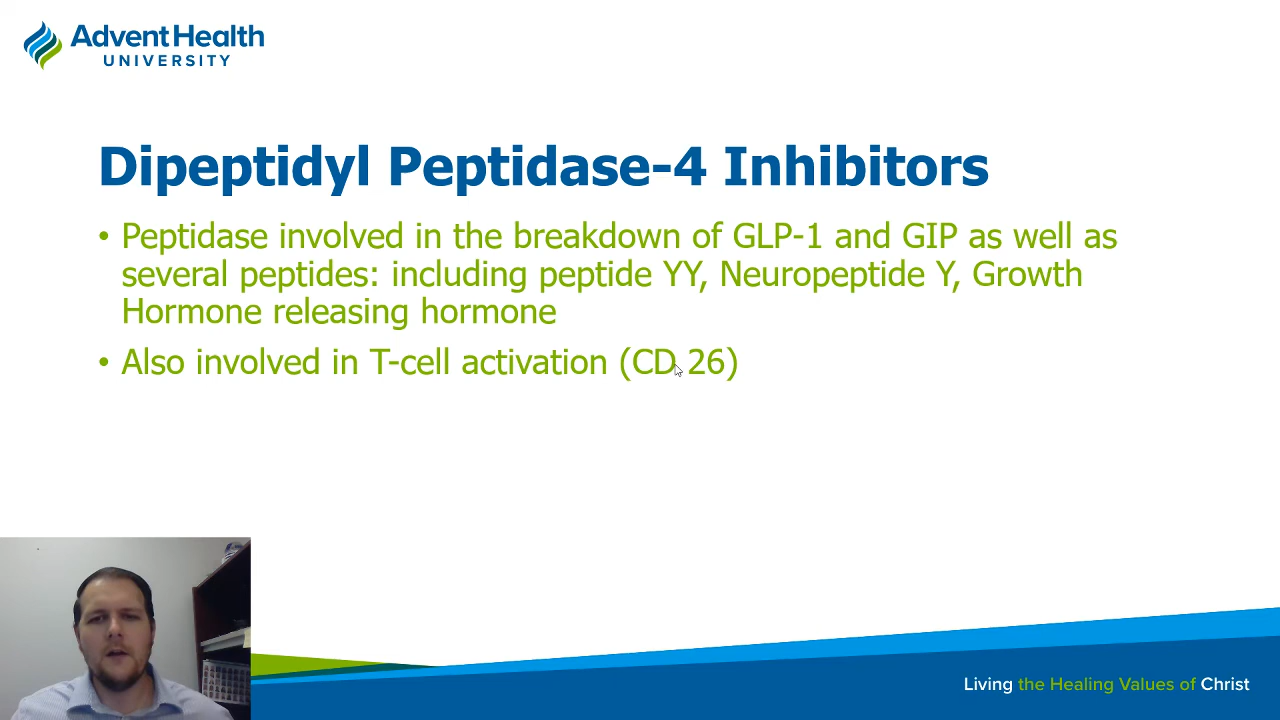 AdventHealth
UNIVERSITY
Dipeptidyl Peptidase-4 Inhibitors
• Peptidase involved in the breakdown of GLP-1 and GIP as well as
several peptides: including peptide YY, Neuropeptide Y, Growth
Hormone releasing hormone
• Also involved in T-cell activation (CD 26)
Living the Healing Values of Christ